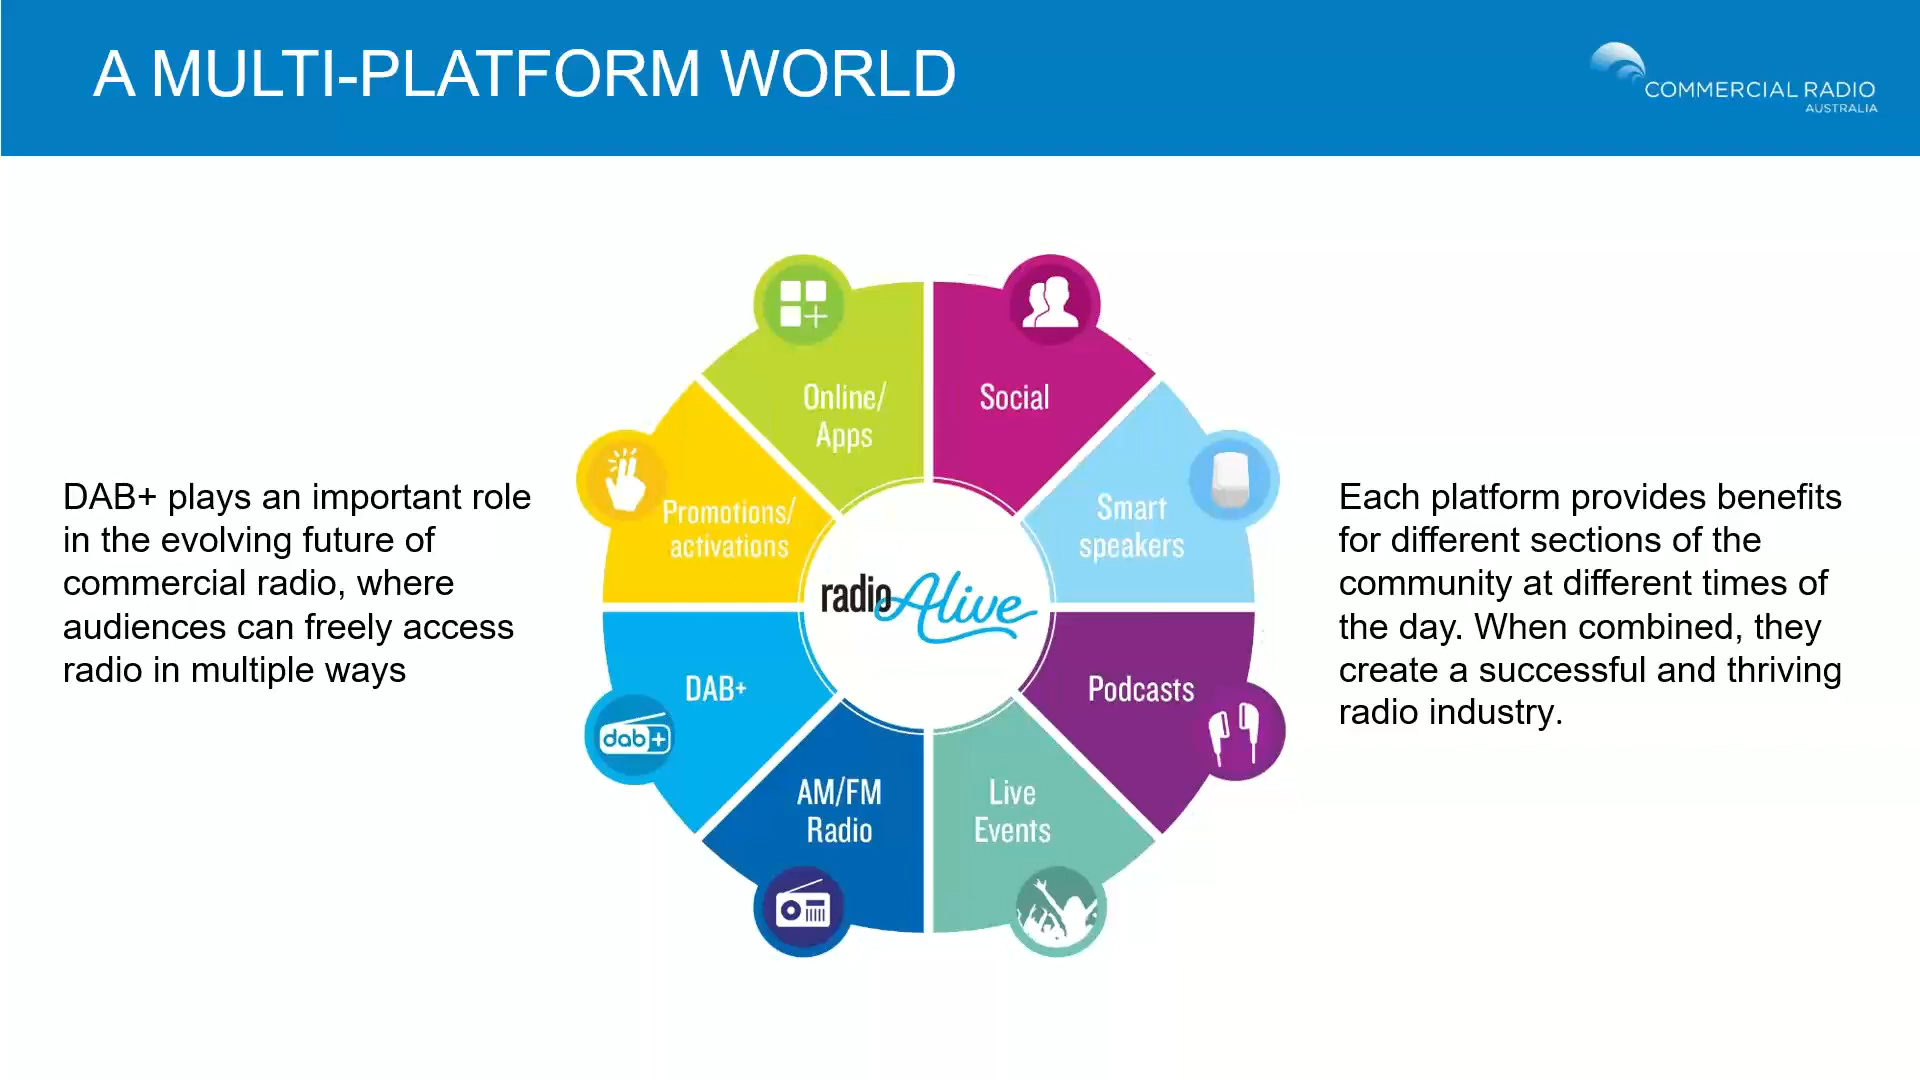 A MULTI-PLATFORM WORLD
COMMERCIAL RADIO
AUSTRALIA
DAB+ plays an important role
in the evolving future of
commercial radio, where
audiences can freely access
radio in multiple ways
Online/
Apps
Social
Promotions/
activations
Smart
speakers
radio Alive
DAB+
dab+
Podcasts
AM/FM
Radio
Live
Events
Each platform provides benefits
for different sections of the
community at different times of
the day. When combined, they
create a successful and thriving
radio industry.